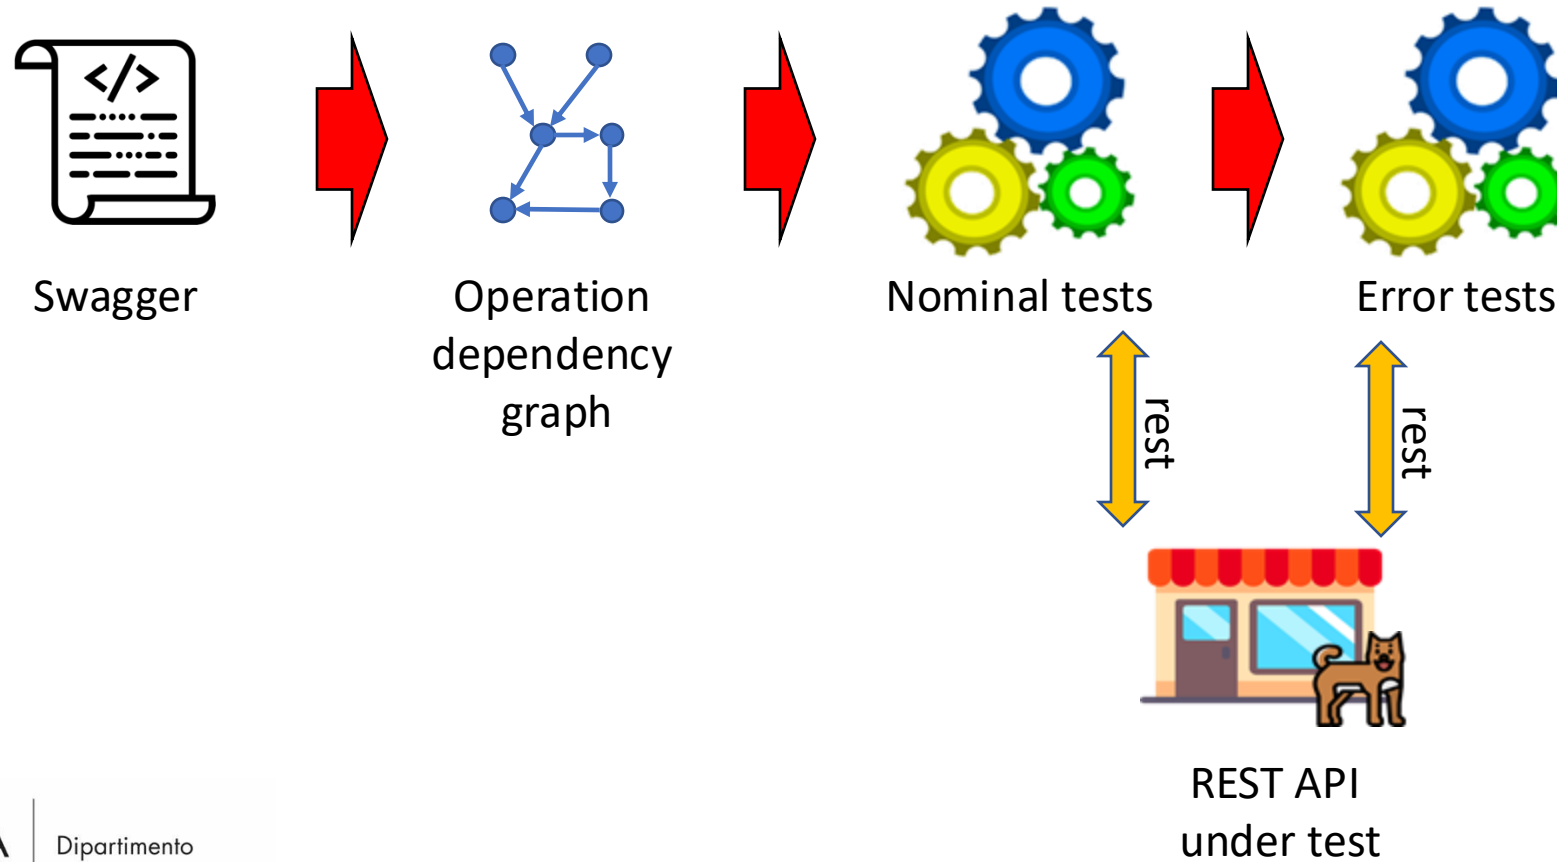 </>
Swagger
Operation
dependency
graph
Nominal tests
Error tests
rest
rest
REST API
under test
A
Dipartimento